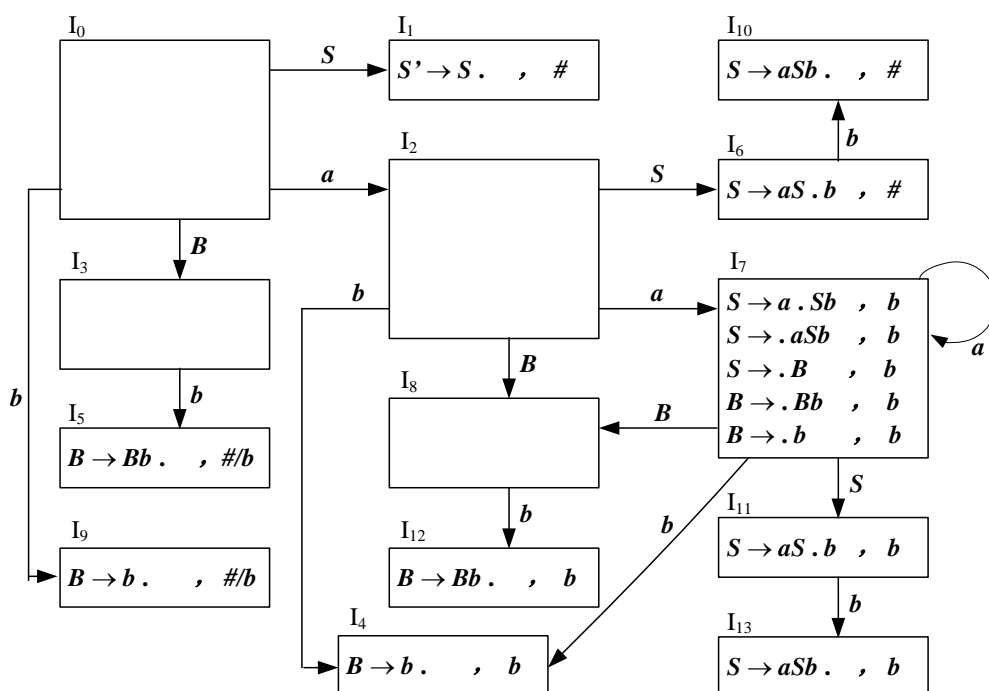 I0
I1
I10
S
S' → S . , #
S → aSb . , #
b
I2
I6
a
S
S → aS . b , #
B
I3
I7
b
a
S → a . Sb , b
S → . aSb , b
S → . B , b
B → . Bb , b
B → . b , b
a
B
I8
B
b
b
I5
B → Bb . , #/b
S
b
b
I9
I12
I11
B → b . , #/b
B → Bb . , b
S → aS . b , b
b
I4
I13
B → b . , b
S → aSb . , b